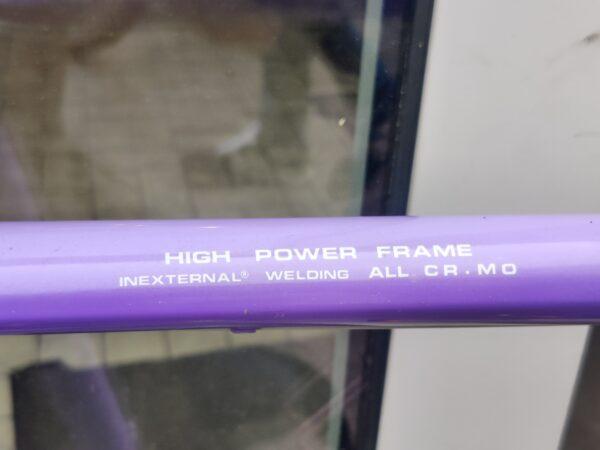 HIGH POWER FRAME
INEXTERNAL® WELDING ALL CR·MO